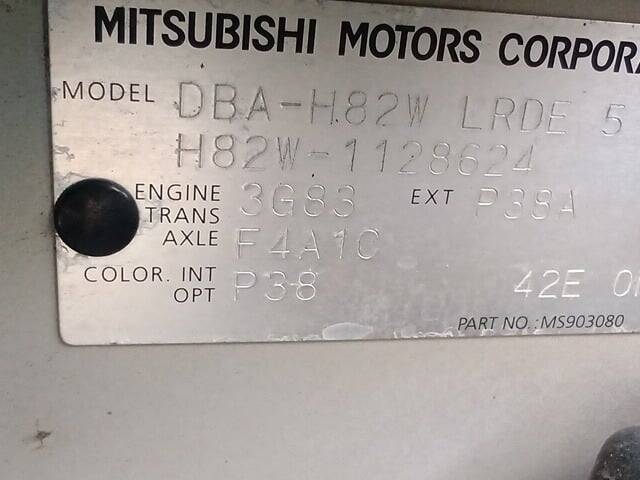 MITSUBISHI MOTORS CORPORA
MODEL DBA-H82W LRDE 5
H82W-1128624
ENGINE 3G83 EXT P38A
TRANS
AXLE F4A1C
COLOR. INT P38
OPT 42E
PART NO.: MS903080